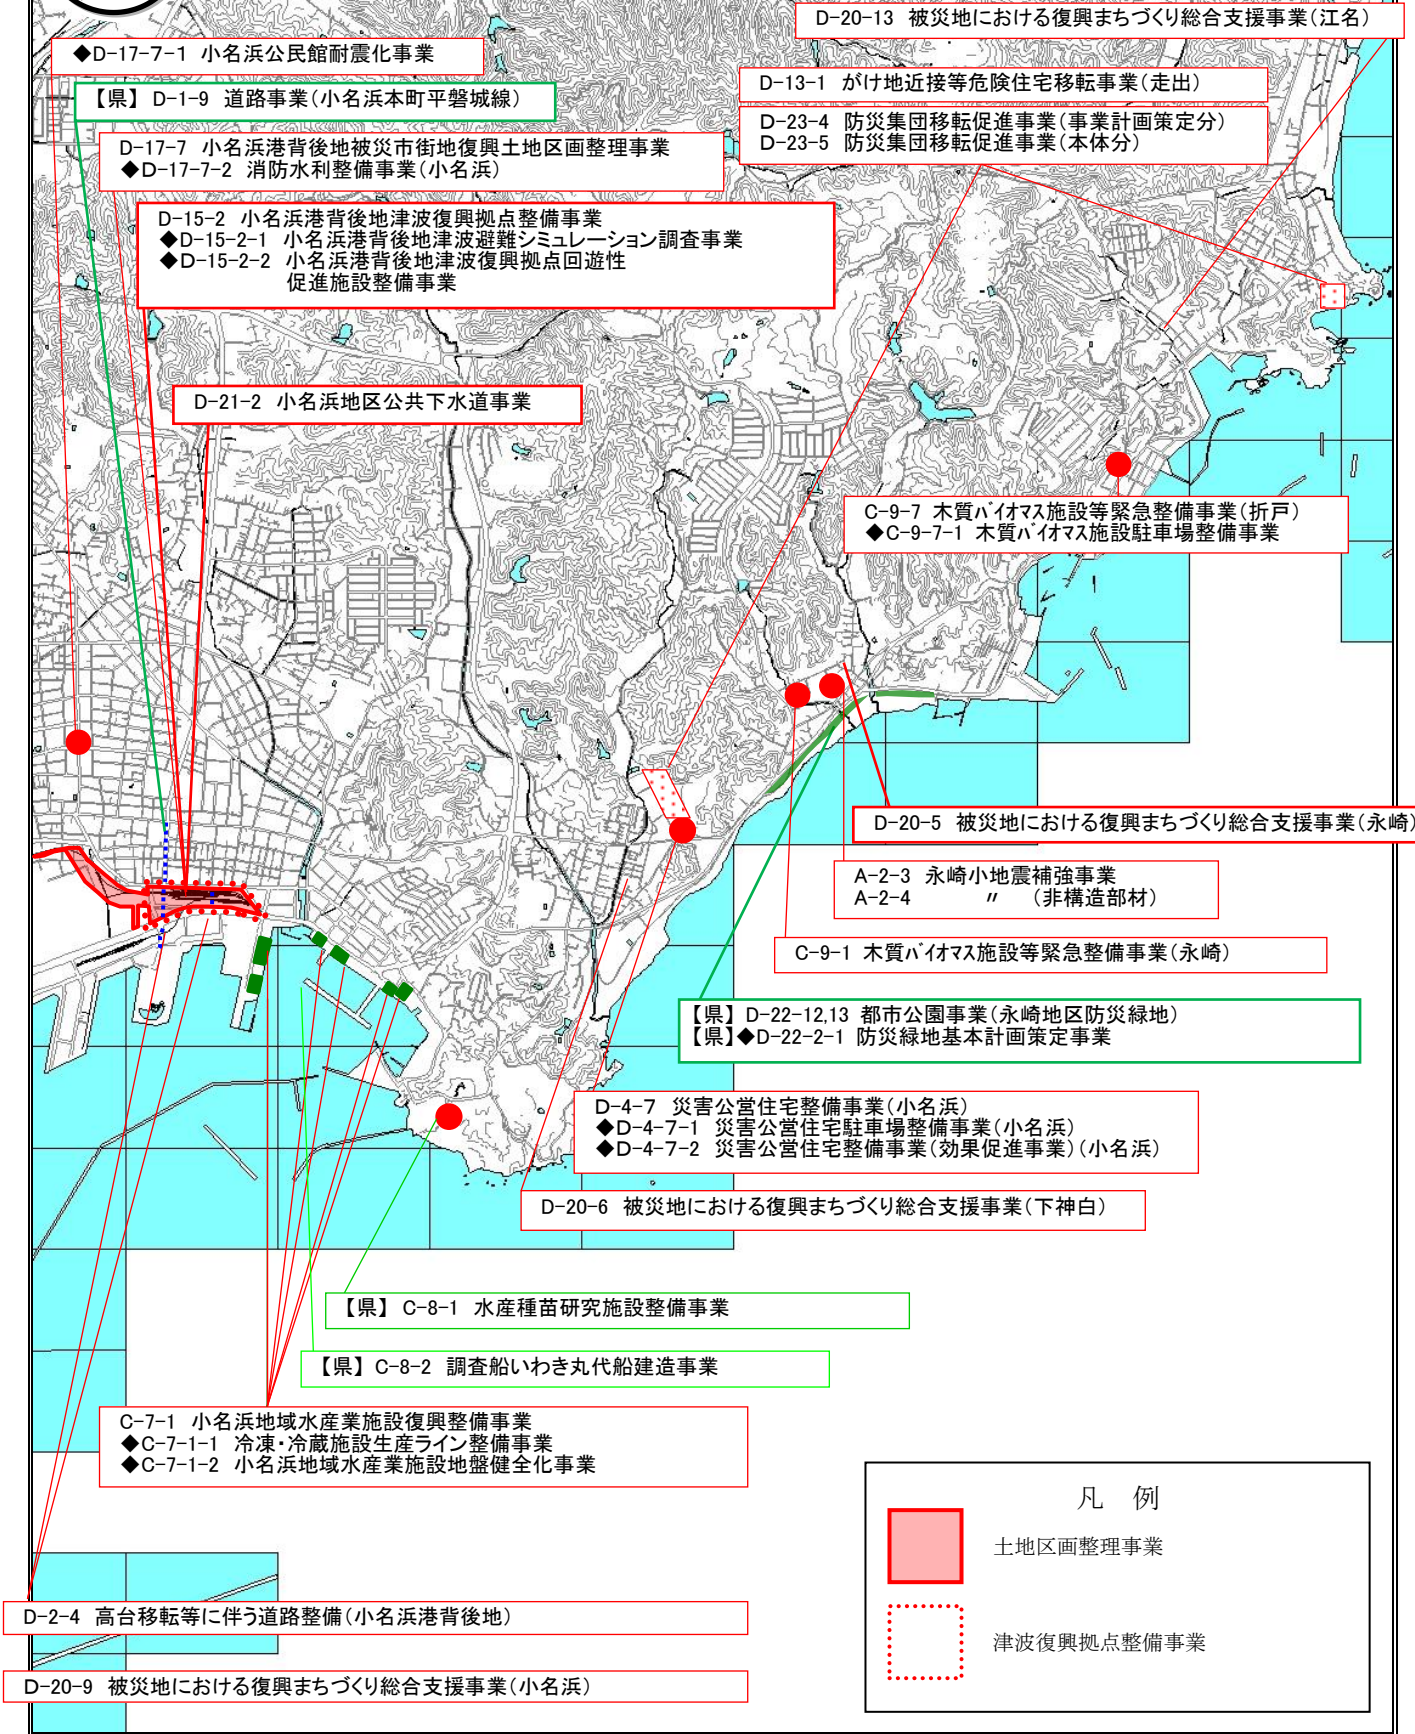 D-20-13 被災地における復興まちづくり総合支援事業(江名)
◆D-17-7-1 小名浜公民館耐震化事業
D-13-1 がけ地近接等危険住宅移転事業(走出)
【県】 D-1-9 道路事業(小名浜本町平磐城線)
D-23-4 防災集団移転促進事業(事業計画策定分)
D-23-5 防災集団移転促進事業(本体分)
D-17-7 小名浜港背後地被災市街地復興土地区画整理事業
◆D-17-7-2 消防水利整備事業(小名浜)
D-15-2 小名浜港背後地津波復興拠点整備事業
◆D-15-2-1 小名浜港背後地津波避難シミュレーション調査事業
◆D-15-2-2 小名浜港背後地津波復興拠点回遊性
促進施設整備事業
D-21-2 小名浜地区公共下水道事業
C-9-7 木質バイオマス施設等緊急整備事業(折戸)
◆C-9-7-1 木質バイオマス施設駐車場整備事業
D-20-5 被災地における復興まちづくり総合支援事業(永崎)
A-2-3 永崎小地震補強事業
A-2-4 〃 (非構造部材)
C-9-1 木質バイオマス施設等緊急整備事業(永崎)
【県】 D-22-12,13 都市公園事業(永崎地区防災緑地)
【県】◆D-22-2-1 防災緑地基本計画策定事業
D-4-7 災害公営住宅整備事業(小名浜)
◆D-4-7-1 災害公営住宅駐車場整備事業(小名浜)
◆D-4-7-2 災害公営住宅整備事業(効果促進事業)(小名浜)
D-20-6 被災地における復興まちづくり総合支援事業(下神白)
【県】 C-8-1 水産種苗研究施設整備事業
【県】 C-8-2 調査船いわき丸代船建造事業
C-7-1 小名浜地域水産業施設復興整備事業
◆C-7-1-1 冷凍・冷蔵施設生産ライン整備事業
◆C-7-1-2 小名浜地域水産業施設地盤健全化事業
凡 例
土地区画整理事業
津波復興拠点整備事業
D-2-4 高台移転等に伴う道路整備(小名浜港背後地)
D-20-9 被災地における復興まちづくり総合支援事業(小名浜)